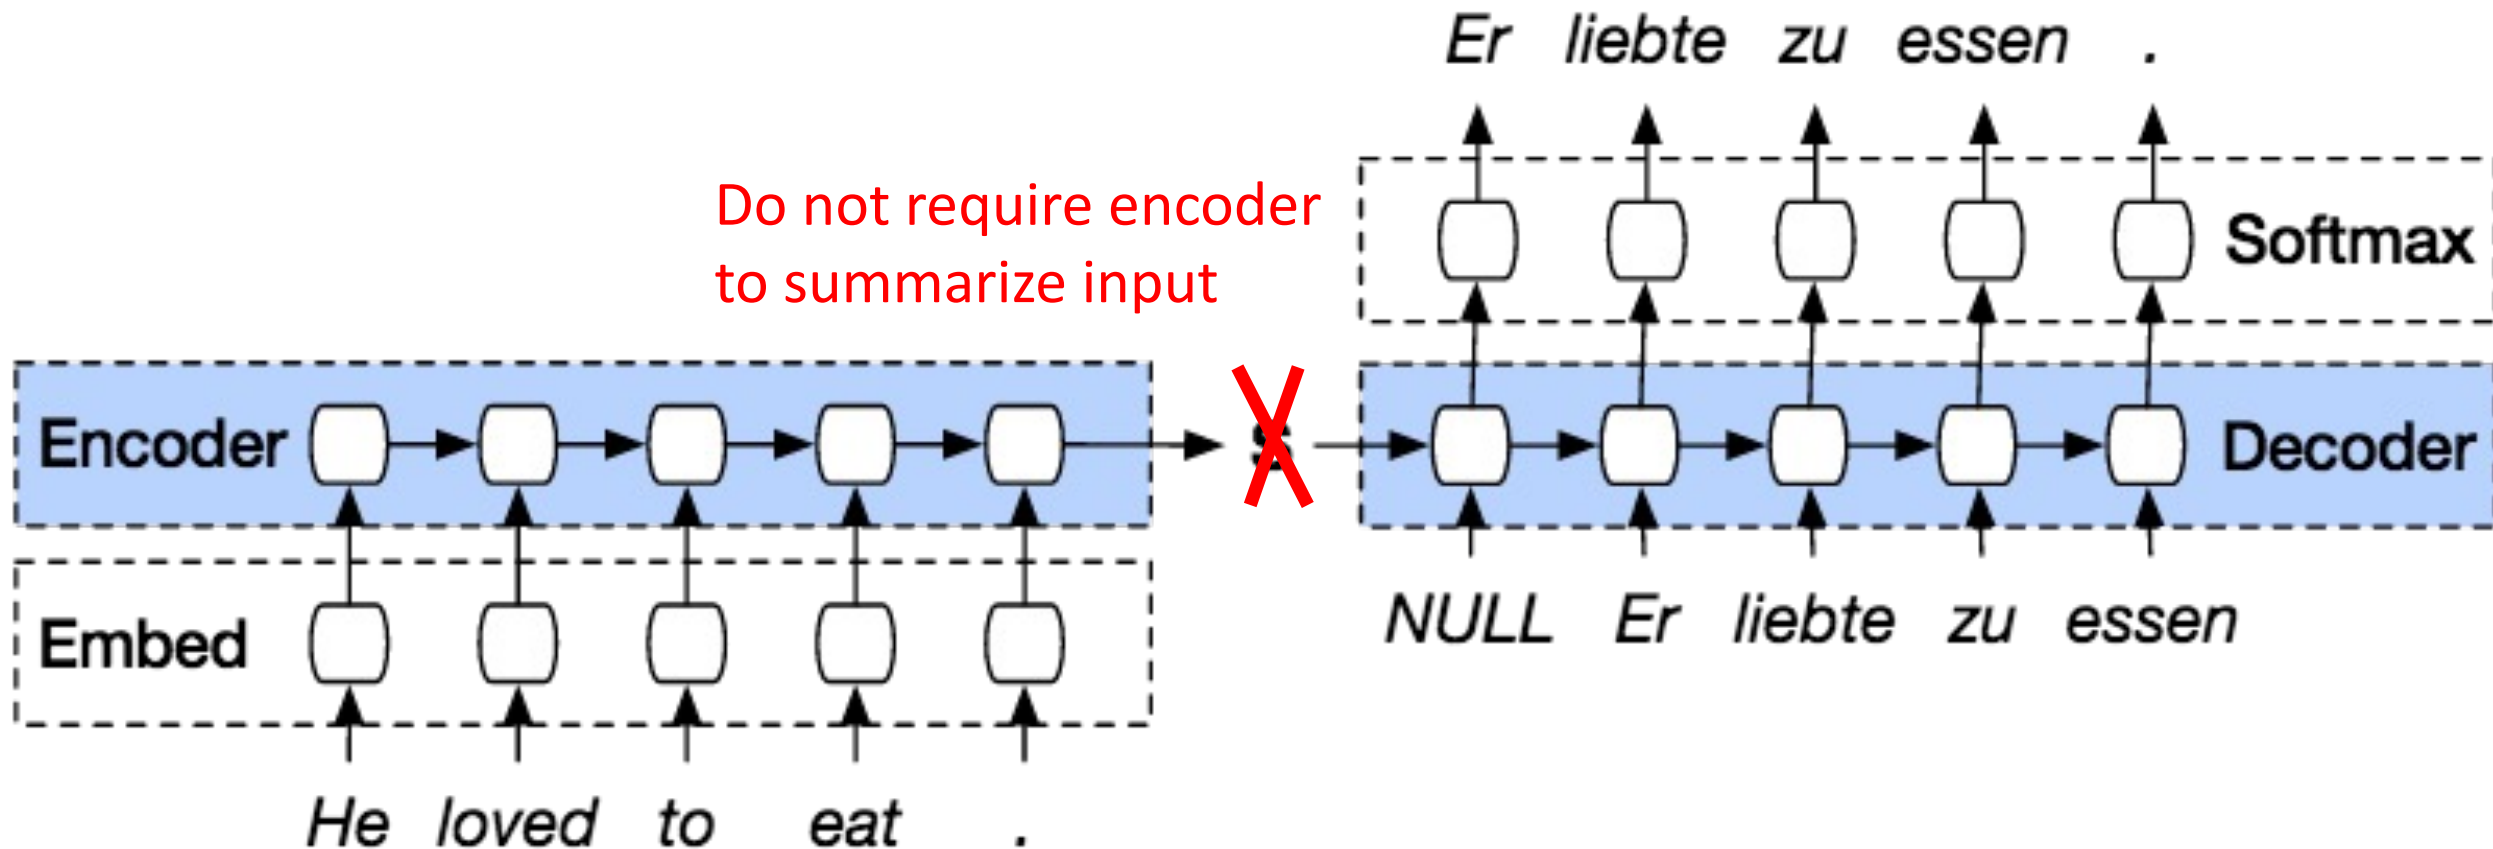 Er liebte zu essen .
Do not require encoder
to summarize input
Softmax
Encoder
S
Decoder
Embed
NULL Er liebte zu essen
He loved to eat .